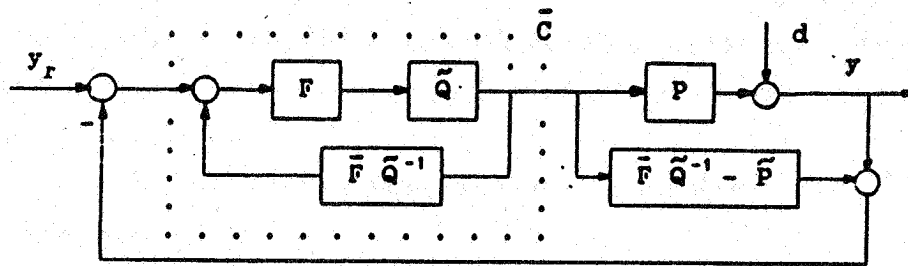 C̄
d
y_r
y
F
Q̃
P
-
F̄ Q̃⁻¹
F̄ Q̃⁻¹ - P̃